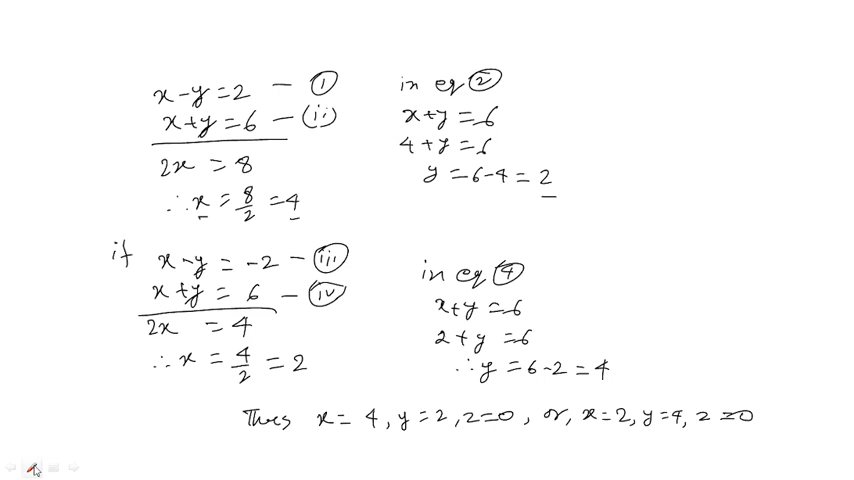 x-y=2 — (i)
x+y=6 — (ii)
2x = 8
∴x = 8/2 = 4
in eq (2)
x+y=6
4+y=6
y=6-4=2
if x-y = -2 — (iii)
x+y = 6 — (iv)
2x = 4
∴x = 4/2 = 2
in eq (4)
x+y=6
2+y=6
∴y=6-2=4
Thus x=4, y=2, z=0, or, x=2, y=4, z=0